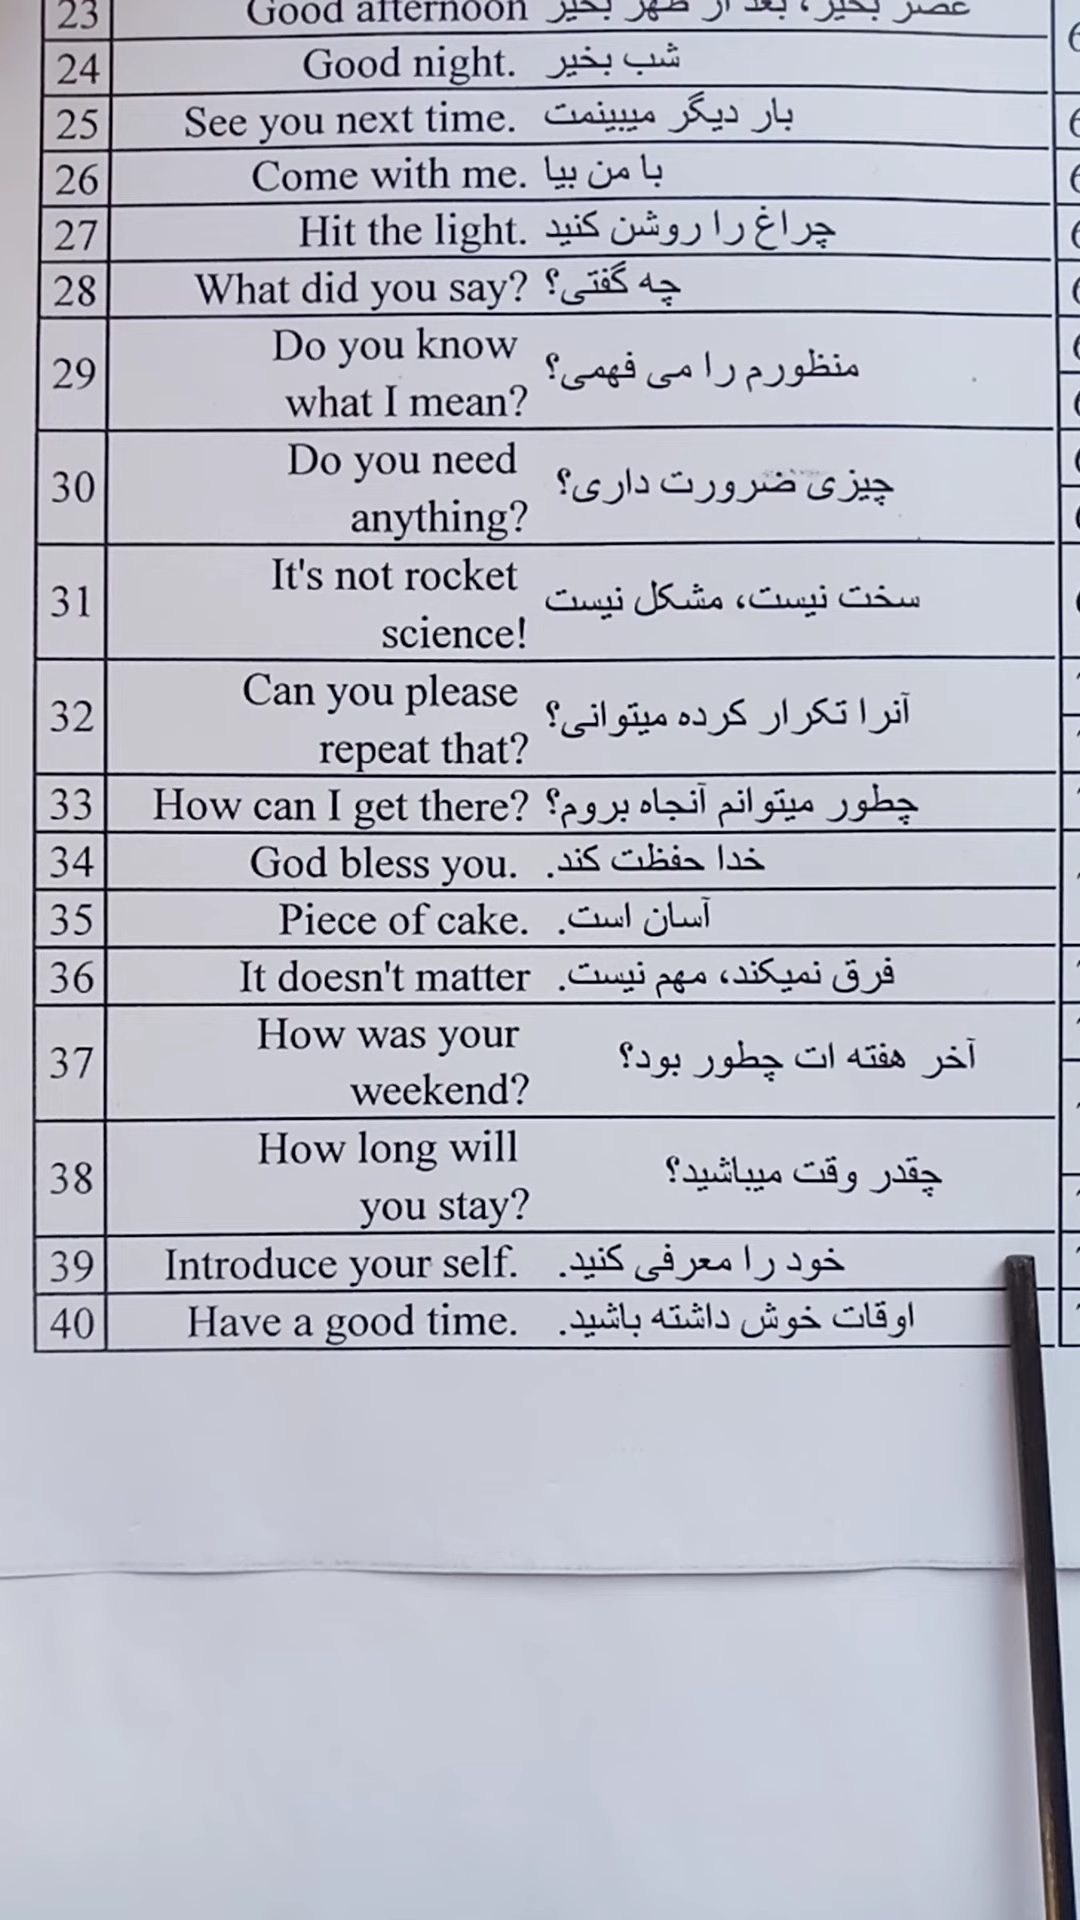 23 Good afternoon عصر بخیر، بعد از ظهر بخیر
24 Good night. شب بخیر
25 See you next time. بار دیگر میبینمت
26 Come with me. با من بیا
27 Hit the light. چراغ را روشن کنید
28 What did you say? چه گفتی؟
29 Do you know
what I mean? منظورم را می فهمی؟
30 Do you need
anything? چیزی ضرورت داری؟
31 It's not rocket
science! سخت نیست، مشکل نیست
32 Can you please
repeat that? آنرا تکرار کرده میتوانی؟
33 How can I get there? چطور میتوانم آنجاه بروم؟
34 God bless you. خدا حفظت کند.
35 Piece of cake. آسان است.
36 It doesn't matter فرق نمیکند، مهم نیست.
37 How was your
weekend? آخر هفته ات چطور بود؟
38 How long will
you stay? چقدر وقت میباشید؟
39 Introduce your self. خود را معرفی کنید.
40 Have a good time. اوقات خوش داشته باشید.